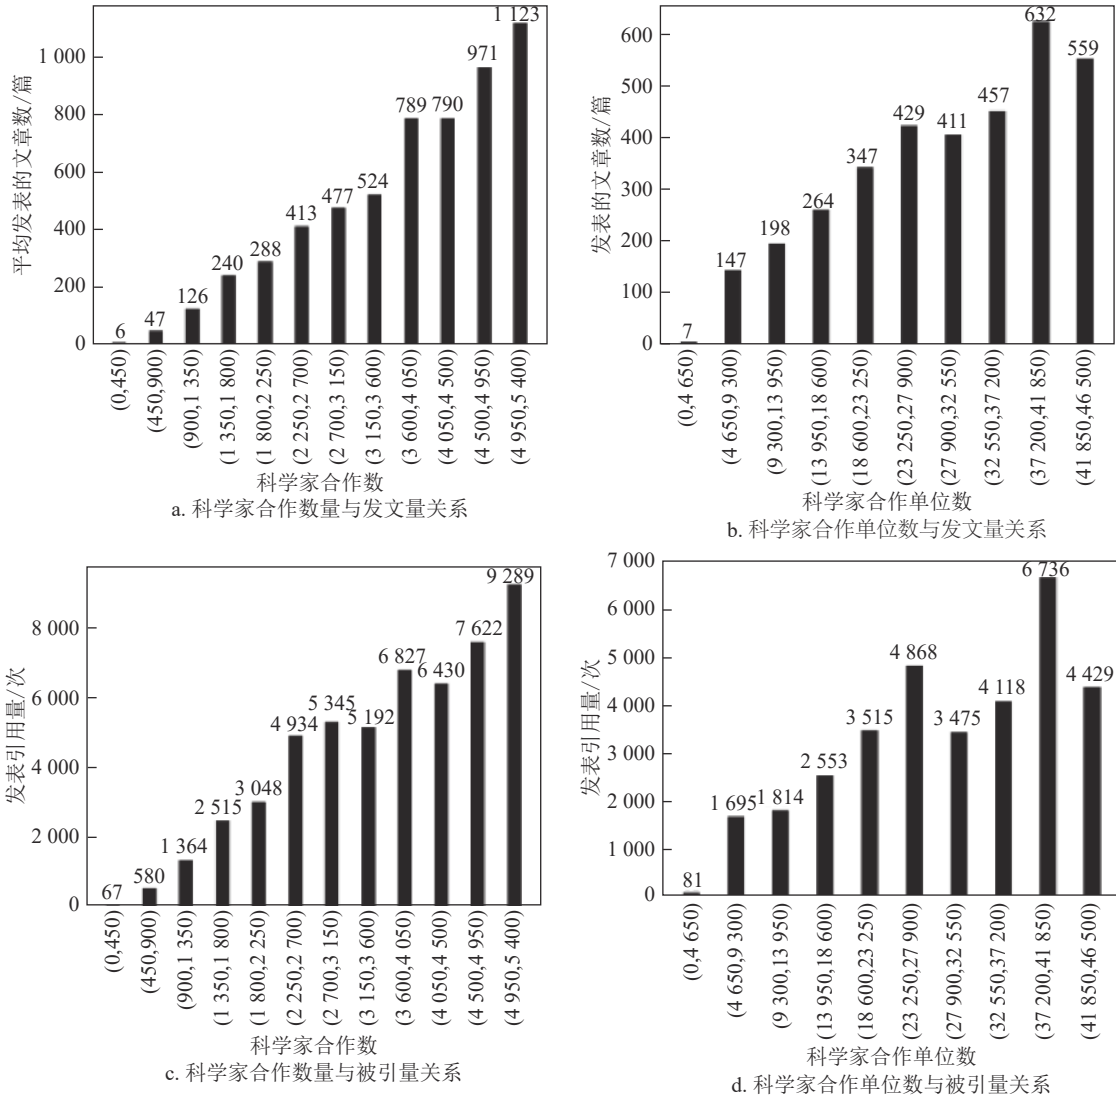 平均发表的文章数/篇
1 000
800
600
400
200
0
6
47
126
240
288
413
477
524
789
790
971
1 123
(0,450)
(450,900)
(900,1 350)
(1 350,1 800)
(1 800,2 250)
(2 250,2 700)
(2 700,3 150)
(3 150,3 600)
(3 600,4 050)
(4 050,4 500)
(4 500,4 950)
(4 950,5 400)
科学家合作数
a. 科学家合作数量与发文量关系
发表的文章数/篇
600
500
400
300
200
100
0
7
147
198
264
347
429
411
457
632
559
(0,4 650)
(4 650,9 300)
(9 300,13 950)
(13 950,18 600)
(18 600,23 250)
(23 250,27 900)
(27 900,32 550)
(32 550,37 200)
(37 200,41 850)
(41 850,46 500)
科学家合作单位数
b. 科学家合作单位数与发文量关系
发表引用量/次
8 000
6 000
4 000
2 000
0
67
580
1 364
2 515
3 048
4 934
5 345
5 192
6 827
6 430
7 622
9 289
(0,450)
(450,900)
(900,1 350)
(1 350,1 800)
(1 800,2 250)
(2 250,2 700)
(2 700,3 150)
(3 150,3 600)
(3 600,4 050)
(4 050,4 500)
(4 500,4 950)
(4 950,5 400)
科学家合作数
c. 科学家合作数量与被引量关系
发表引用量/次
7 000
6 000
5 000
4 000
3 000
2 000
1 000
0
81
1 695
1 814
2 553
3 515
4 868
3 475
4 118
6 736
4 429
(0,4 650)
(4 650,9 300)
(9 300,13 950)
(13 950,18 600)
(18 600,23 250)
(23 250,27 900)
(27 900,32 550)
(32 550,37 200)
(37 200,41 850)
(41 850,46 500)
科学家合作单位数
d. 科学家合作单位数与被引量关系